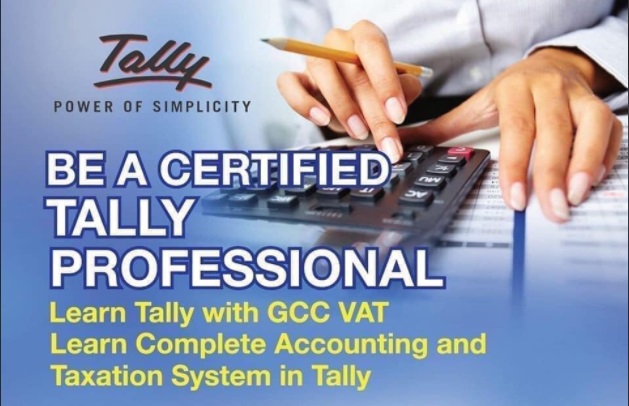 Tally
POWER OF SIMPLICITY
BE A CERTIFIED
TALLY
PROFESSIONAL
Learn Tally with GCC VAT
Learn Complete Accounting and
Taxation System in Tally